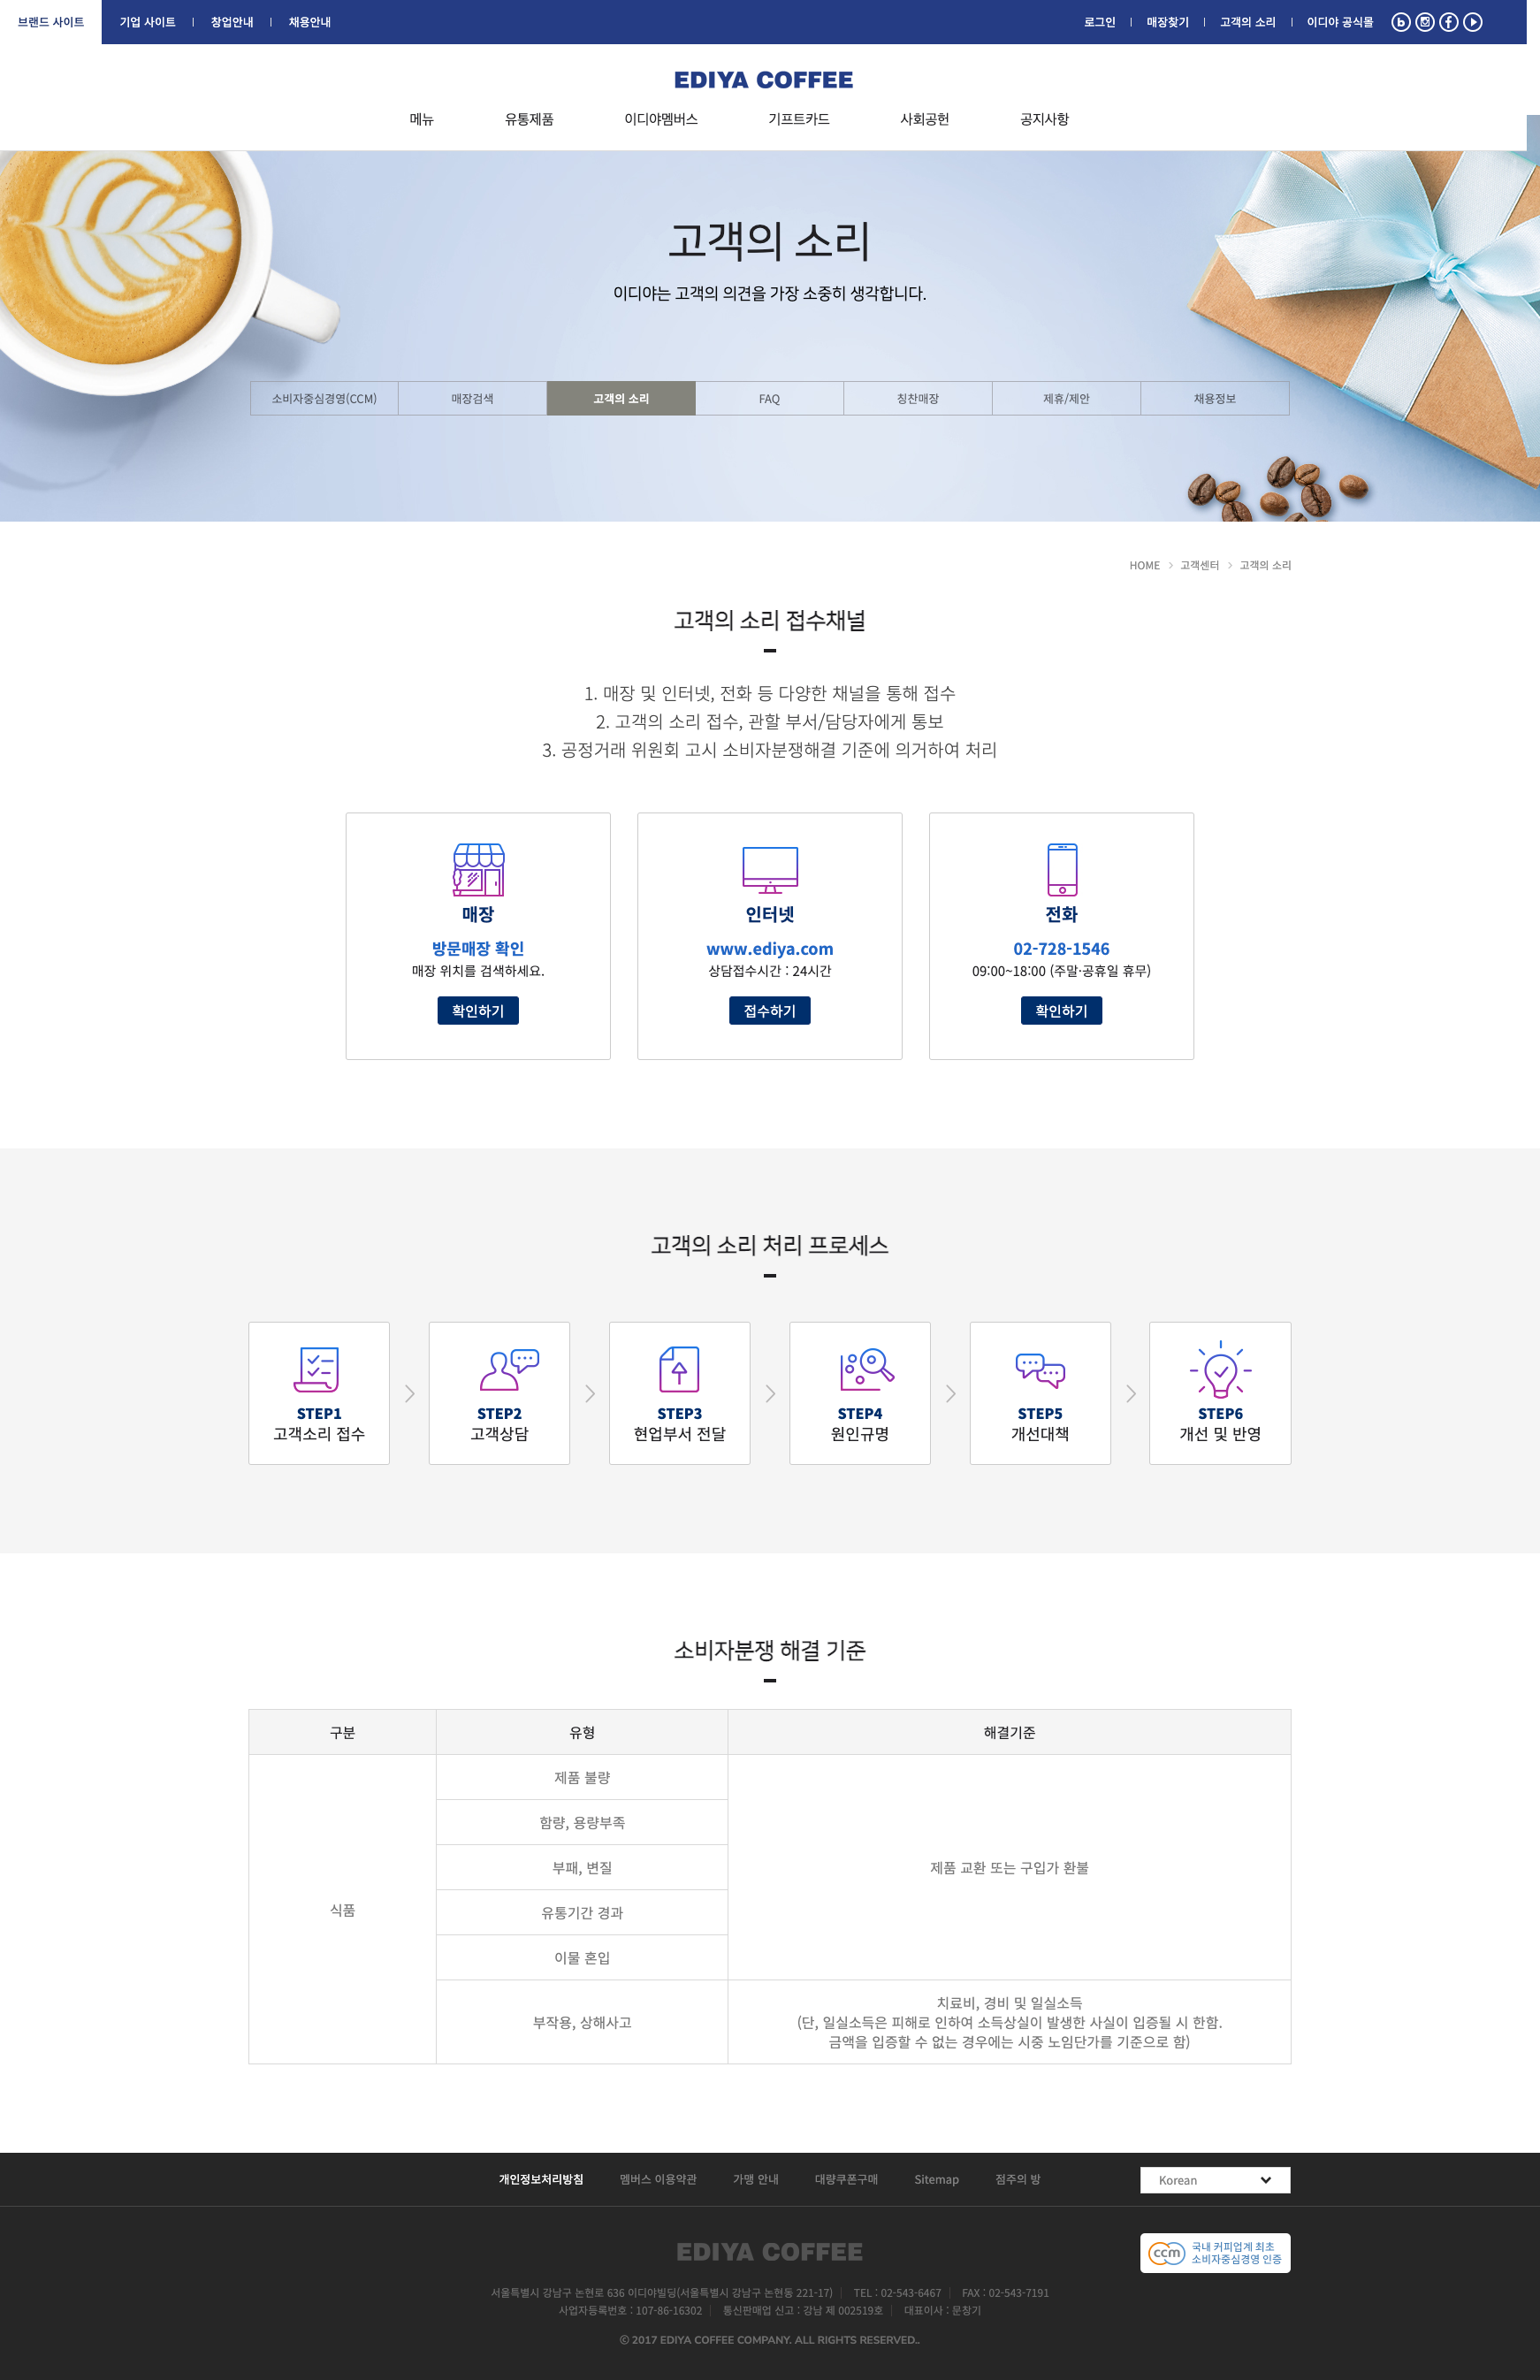 브랜드 사이트
기업 사이트
창업안내
채용안내
로그인
매장찾기
고객의 소리
이디야 공식몰
EDIYA COFFEE
메뉴
유통제품
이디야멤버스
기프트카드
사회공헌
공지사항
고객의 소리
이디야는 고객의 의견을 가장 소중히 생각합니다.
소비자중심경영(CCM)
매장검색
고객의 소리
FAQ
칭찬매장
제휴/제안
채용정보
HOME > 고객센터 > 고객의 소리
고객의 소리 접수채널
1. 매장 및 인터넷, 전화 등 다양한 채널을 통해 접수
2. 고객의 소리 접수, 관할 부서/담당자에게 통보
3. 공정거래 위원회 고시 소비자분쟁해결 기준에 의거하여 처리
매장
방문매장 확인
매장 위치를 검색하세요.
확인하기
인터넷
www.ediya.com
상담접수시간 : 24시간
접수하기
전화
02-728-1546
09:00~18:00 (주말·공휴일 휴무)
확인하기
고객의 소리 처리 프로세스
STEP1
고객소리 접수
STEP2
고객상담
STEP3
현업부서 전달
STEP4
원인규명
STEP5
개선대책
STEP6
개선 및 반영
소비자분쟁 해결 기준
구분
유형
해결기준
식품
제품 불량
함량, 용량부족
부패, 변질
유통기간 경과
이물 혼입
제품 교환 또는 구입가 환불
부작용, 상해사고
치료비, 경비 및 일실소득
(단, 일실소득은 피해로 인하여 소득상실이 발생한 사실이 입증될 시 한함.
금액을 입증할 수 없는 경우에는 시중 노임단가를 기준으로 함)
개인정보처리방침
멤버스 이용약관
가맹 안내
대량쿠폰구매
Sitemap
점주의 방
Korean
EDIYA COFFEE
ccm
국내 커피업계 최초
소비자중심경영 인증
서울특별시 강남구 논현로 636 이디야빌딩(서울특별시 강남구 논현동 221-17) | TEL : 02-543-6467 | FAX : 02-543-7191
사업자등록번호 : 107-86-16302 | 통신판매업 신고 : 강남 제 002519호 | 대표이사 : 문창기
© 2017 EDIYA COFFEE COMPANY. ALL RIGHTS RESERVED..